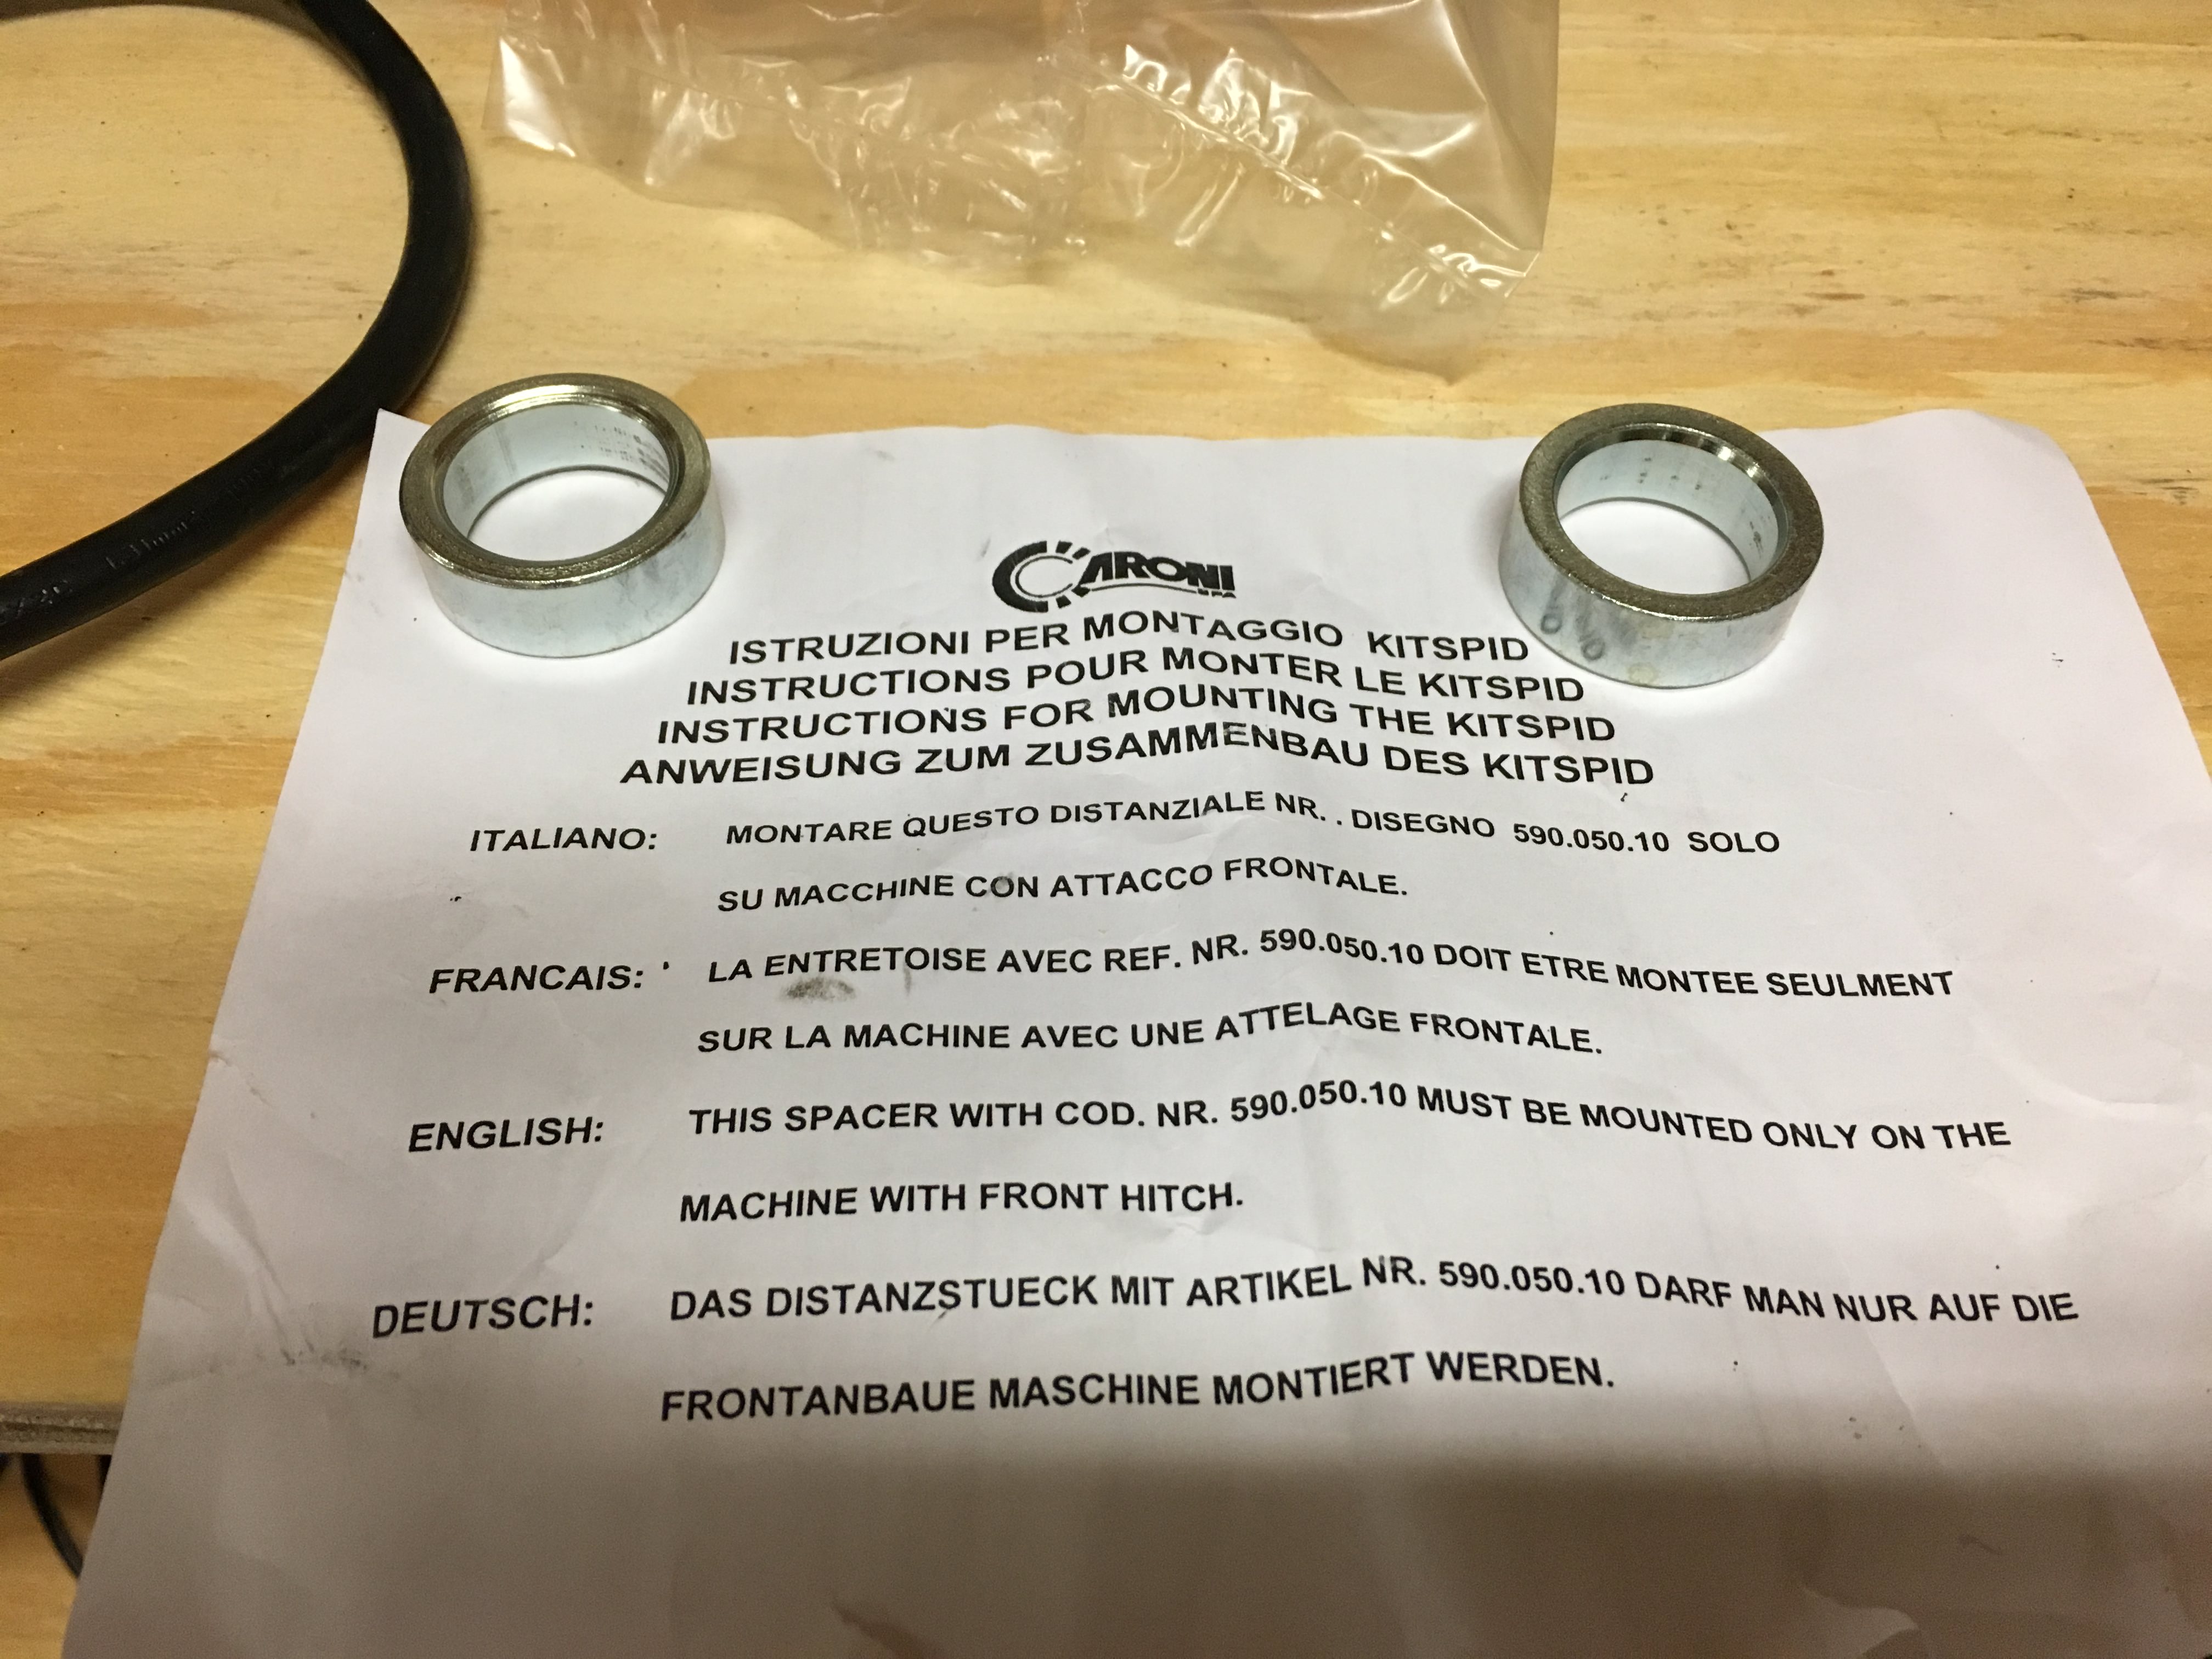 CARONI
SPA
ISTRUZIONI PER MONTAGGIO KITSPID
INSTRUCTIONS POUR MONTER LE KITSPID
INSTRUCTIONS FOR MOUNTING THE KITSPID
ANWEISUNG ZUM ZUSAMMENBAU DES KITSPID
ITALIANO: MONTARE QUESTO DISTANZIALE NR. . DISEGNO 590.050.10 SOLO
SU MACCHINE CON ATTACCO FRONTALE.
FRANCAIS: ' LA ENTRETOISE AVEC REF. NR. 590.050.10 DOIT ETRE MONTEE SEULMENT
SUR LA MACHINE AVEC UNE ATTELAGE FRONTALE.
ENGLISH: THIS SPACER WITH COD. NR. 590.050.10 MUST BE MOUNTED ONLY ON THE
MACHINE WITH FRONT HITCH.
DEUTSCH: DAS DISTANZSTUECK MIT ARTIKEL NR. 590.050.10 DARF MAN NUR AUF DIE
FRONTANBAUE MASCHINE MONTIERT WERDEN.